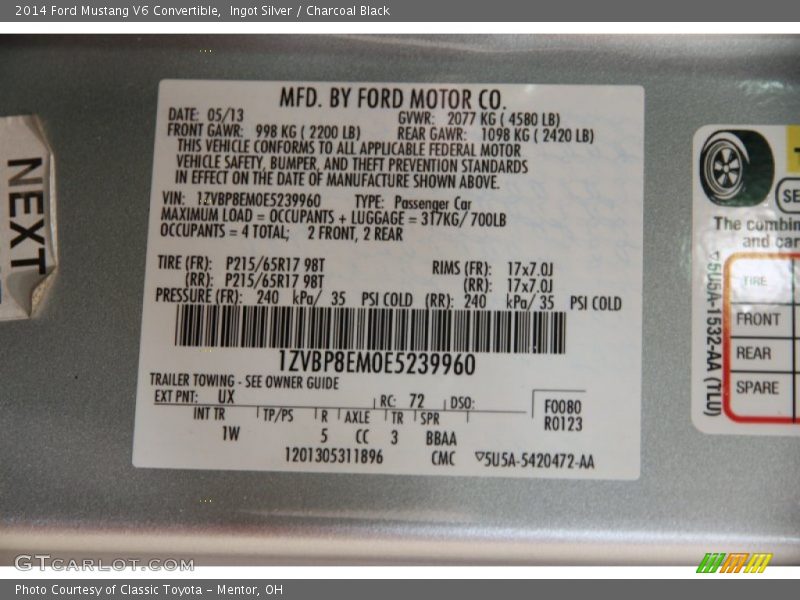 2014 Ford Mustang V6 Convertible,  Ingot Silver / Charcoal Black
NEXT
MFD. BY FORD MOTOR CO.
DATE: 05/13 GVWR: 2077 KG ( 4580 LB)
FRONT GAWR: 998 KG ( 2200 LB) REAR GAWR: 1098 KG ( 2420 LB)
THIS VEHICLE CONFORMS TO ALL APPLICABLE FEDERAL MOTOR
VEHICLE SAFETY, BUMPER, AND THEFT PREVENTION STANDARDS
IN EFFECT ON THE DATE OF MANUFACTURE SHOWN ABOVE.
VIN: 1ZVBP8EM0E5239960 TYPE: Passenger Car
MAXIMUM LOAD = OCCUPANTS + LUGGAGE = 317KG/ 700LB
OCCUPANTS = 4 TOTAL; 2 FRONT, 2 REAR
TIRE (FR): P215/65R17 98T RIMS (FR): 17x7.0J
(RR): P215/65R17 98T (RR): 17x7.0J
PRESSURE (FR): 240 kPa/ 35 PSI COLD (RR): 240 kPa/ 35 PSI COLD
1ZVBP8EM0E5239960
TRAILER TOWING - SEE OWNER GUIDE
EXT PNT: UX RC: 72 DSO:
INT TR TP/PS R AXLE TR SPR
1W 5 CC 3 BBAA
F0080
R0123
1201305311896 CMC 5U5A-5420472-AA
SE
The combin
and car
5U5A-1532-AA (TLU)
TIRE
FRONT
REAR
SPARE
GTCARLOT.COM
Photo Courtesy of Classic Toyota - Mentor, OH